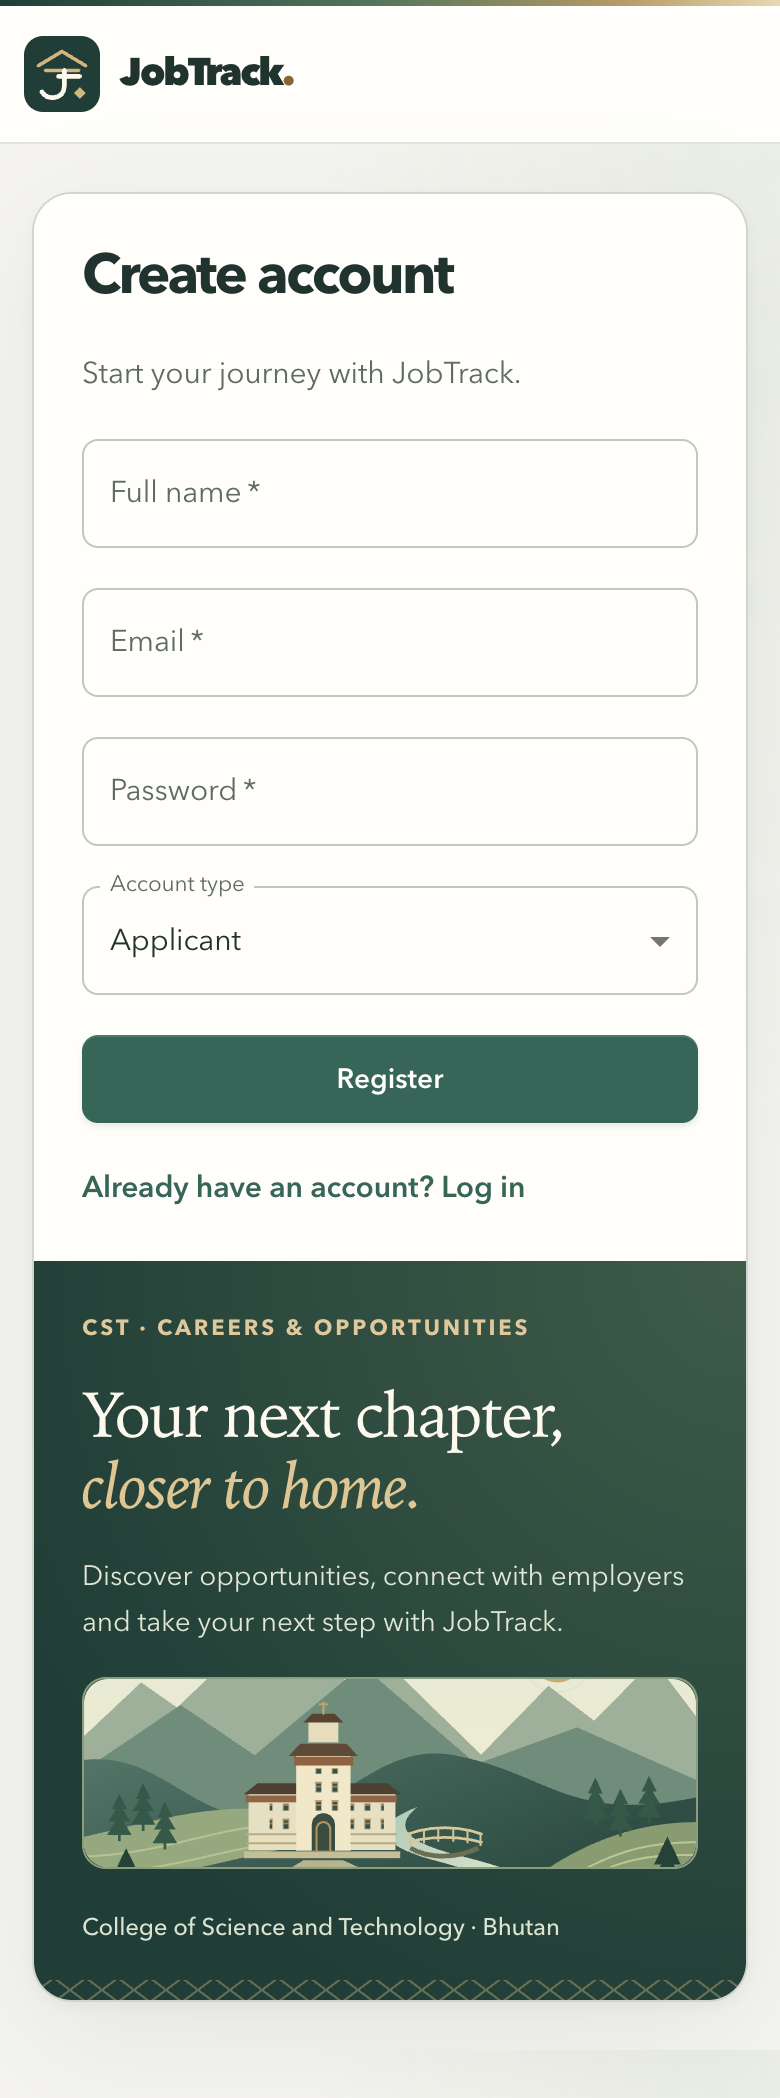 JobTrack.
Create account
Start your journey with JobTrack.
Full name *
Email *
Password *
Account type
Applicant
Register
Already have an account? Log in
CST · CAREERS & OPPORTUNITIES
Your next chapter,
closer to home.
Discover opportunities, connect with employers
and take your next step with JobTrack.
College of Science and Technology · Bhutan